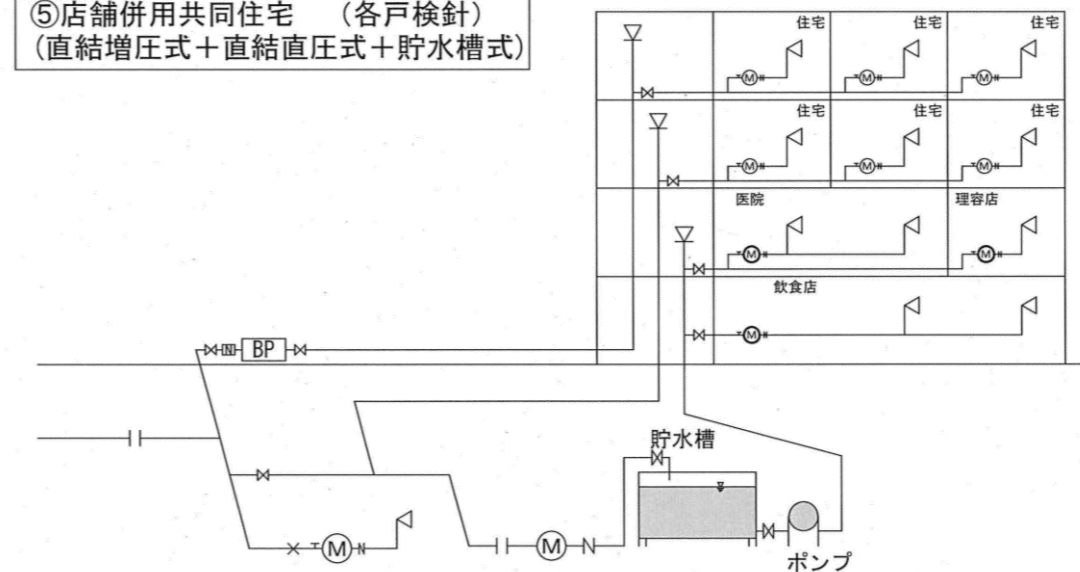 ⑤店舗併用共同住宅 （各戸検針）
(直結増圧式＋直結直圧式＋貯水槽式)
住宅 住宅 住宅
M M M
住宅 住宅 住宅
M M M
医院 理容店
M M
飲食店
M
N BP
貯水槽
M N
M N
ポンプ